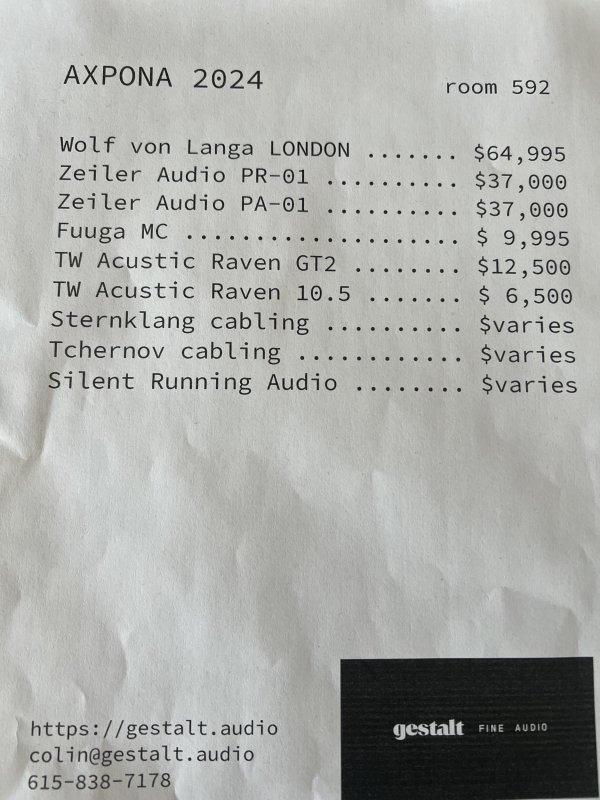 AXPONA 2024
room 592
Wolf von Langa LONDON ....... $64,995
Zeiler Audio PR-01 .......... $37,000
Zeiler Audio PA-01 .......... $37,000
Fuuga MC .................... $ 9,995
TW Acustic Raven GT2 ........ $12,500
TW Acustic Raven 10.5 ....... $ 6,500
Sternklang cabling .......... $varies
Tchernov cabling ............ $varies
Silent Running Audio ........ $varies
https://gestalt.audio
colin@gestalt.audio
615-838-7178
gestalt FINE AUDIO